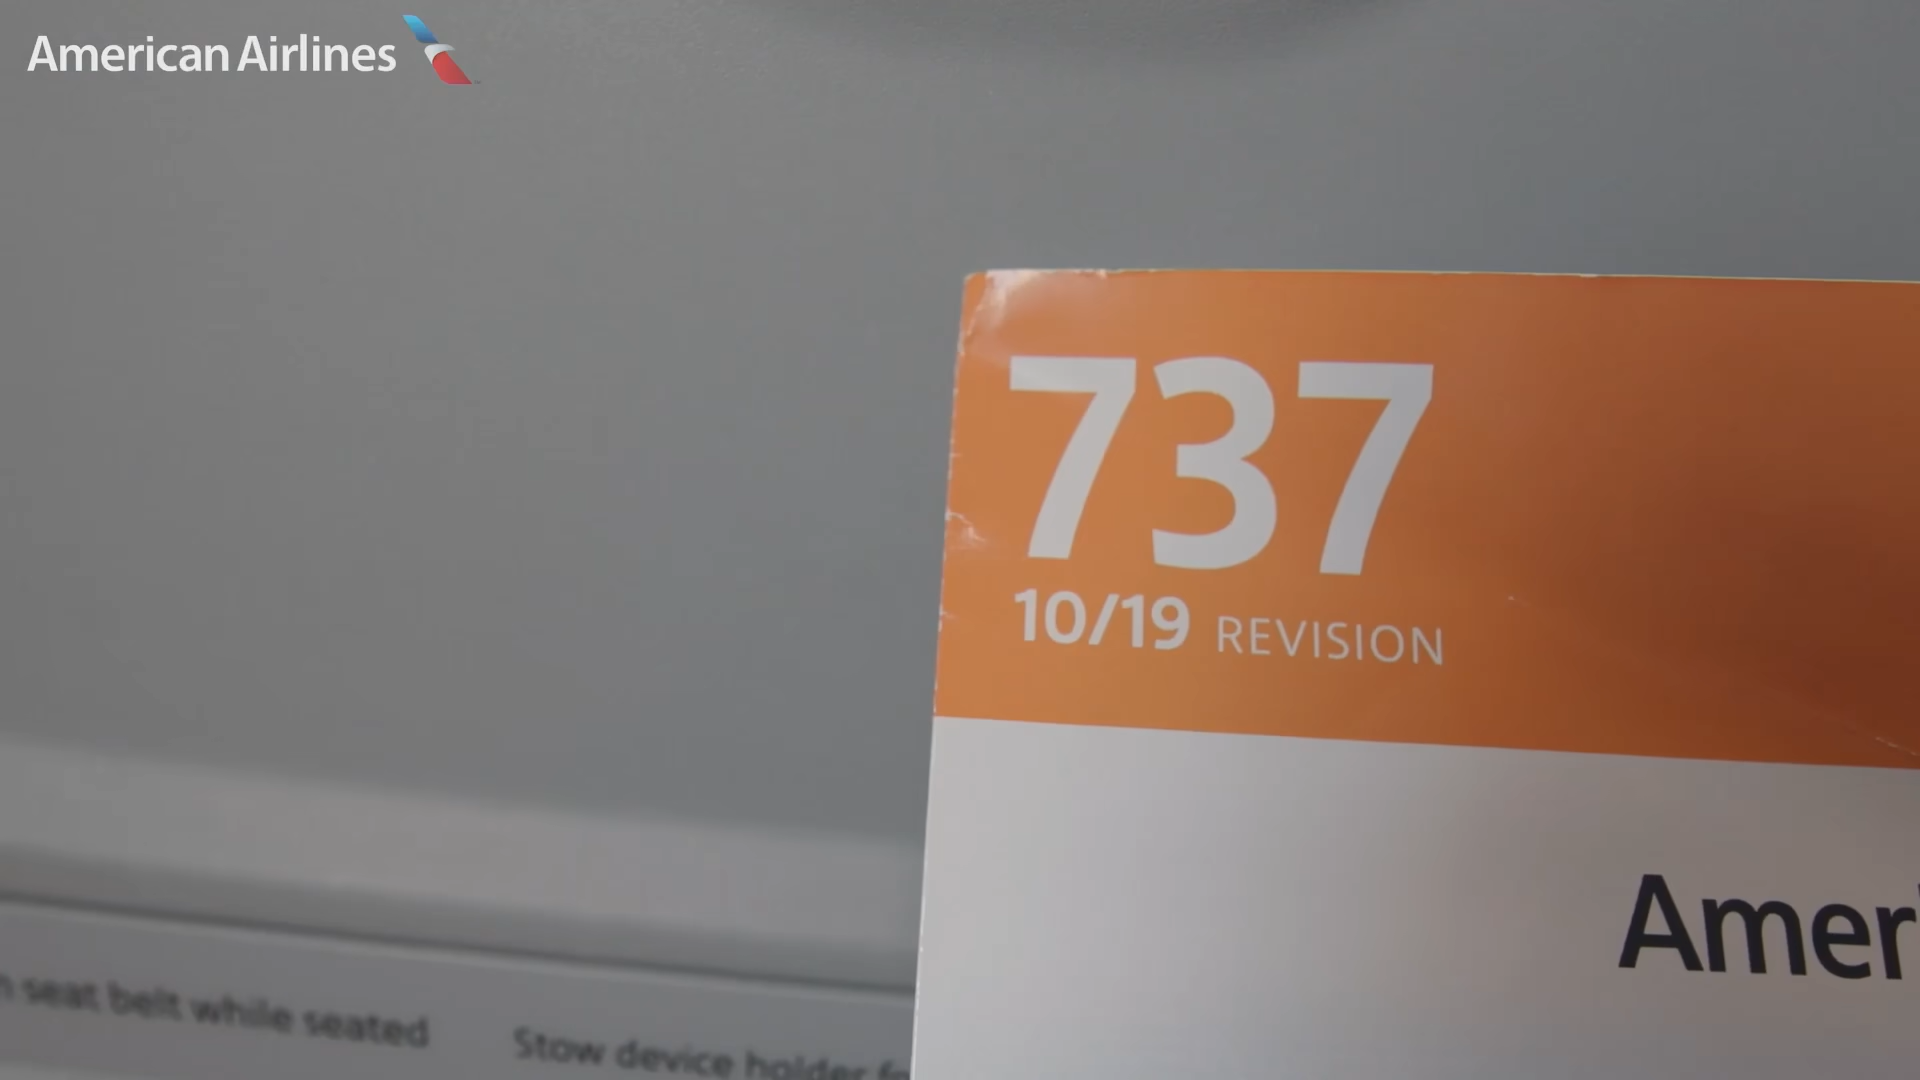 American Airlines
737
10/19 REVISION
Amer
seat belt while seated
Stow device holder